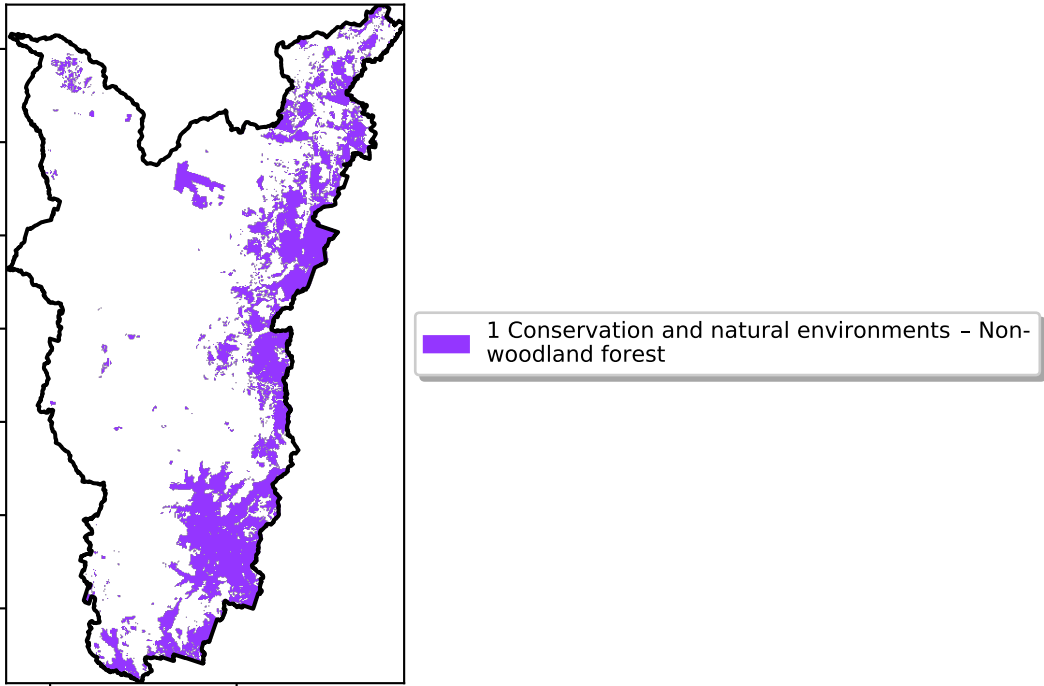 1 Conservation and natural environments – Non-
woodland forest